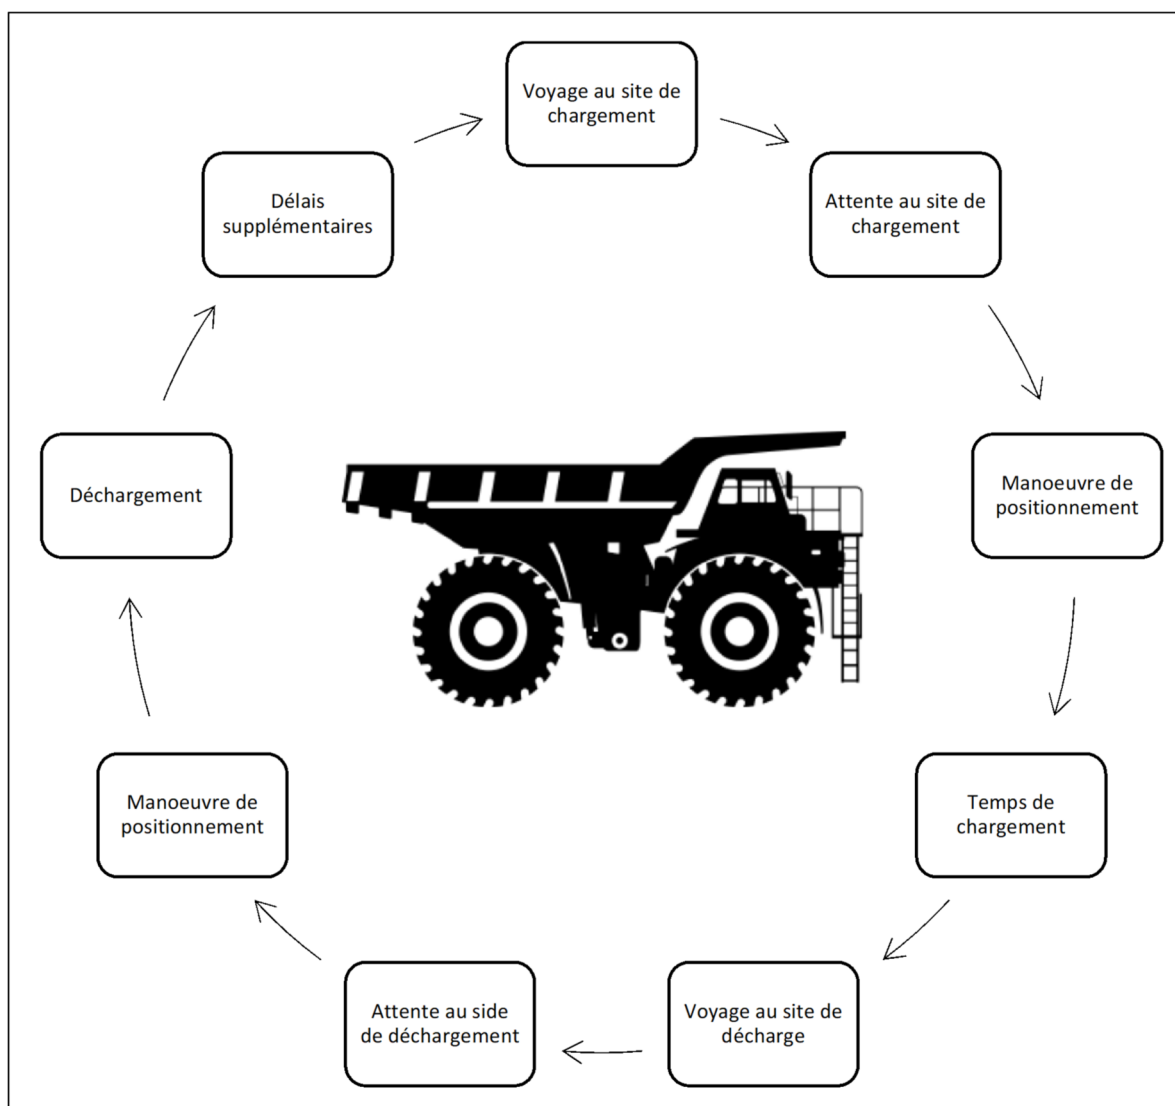 Voyage au site de
chargement
Attente au site de
chargement
Manoeuvre de
positionnement
Temps de
chargement
Voyage au site de
décharge
Attente au side
de déchargement
Manoeuvre de
positionnement
Déchargement
Délais
supplémentaires